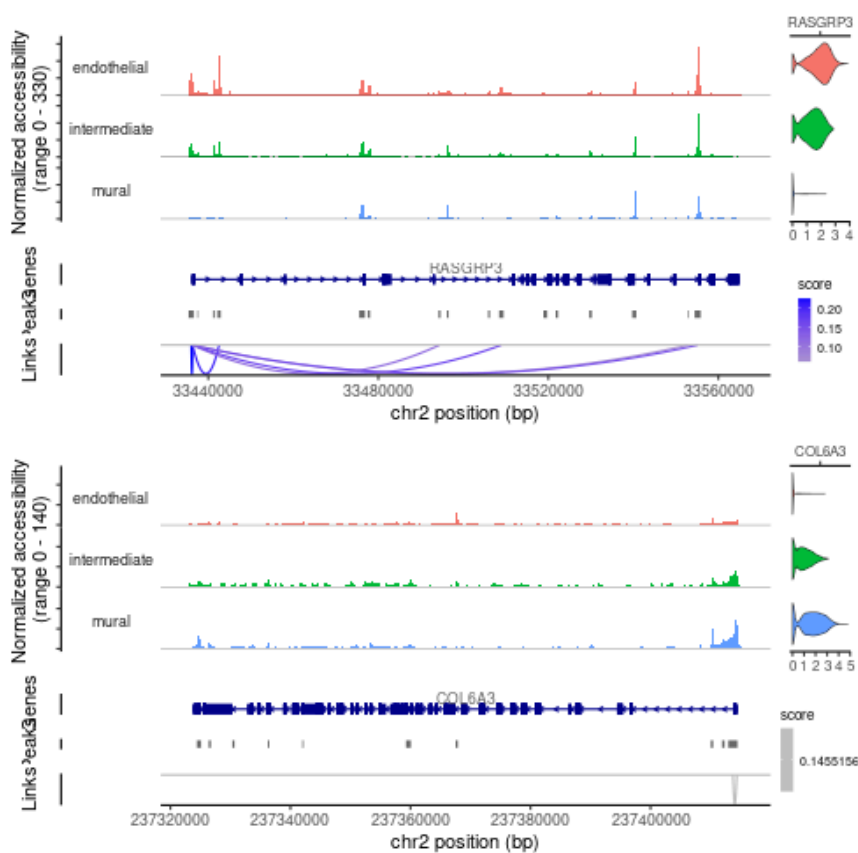 RASGRP3
Normalized accessibility
(range 0 - 330)
endothelial
intermediate
mural
0 1 2 3 4
Genes
RASGRP3
Links
score
0.20
0.15
0.10
33440000 33480000 33520000 33560000
chr2 position (bp)
COL6A3
Normalized accessibility
(range 0 - 140)
endothelial
intermediate
mural
0 1 2 3 4 5
Genes
COL6A3
Links
score
0.1455156
237320000 237340000 237360000 237380000 237400000
chr2 position (bp)